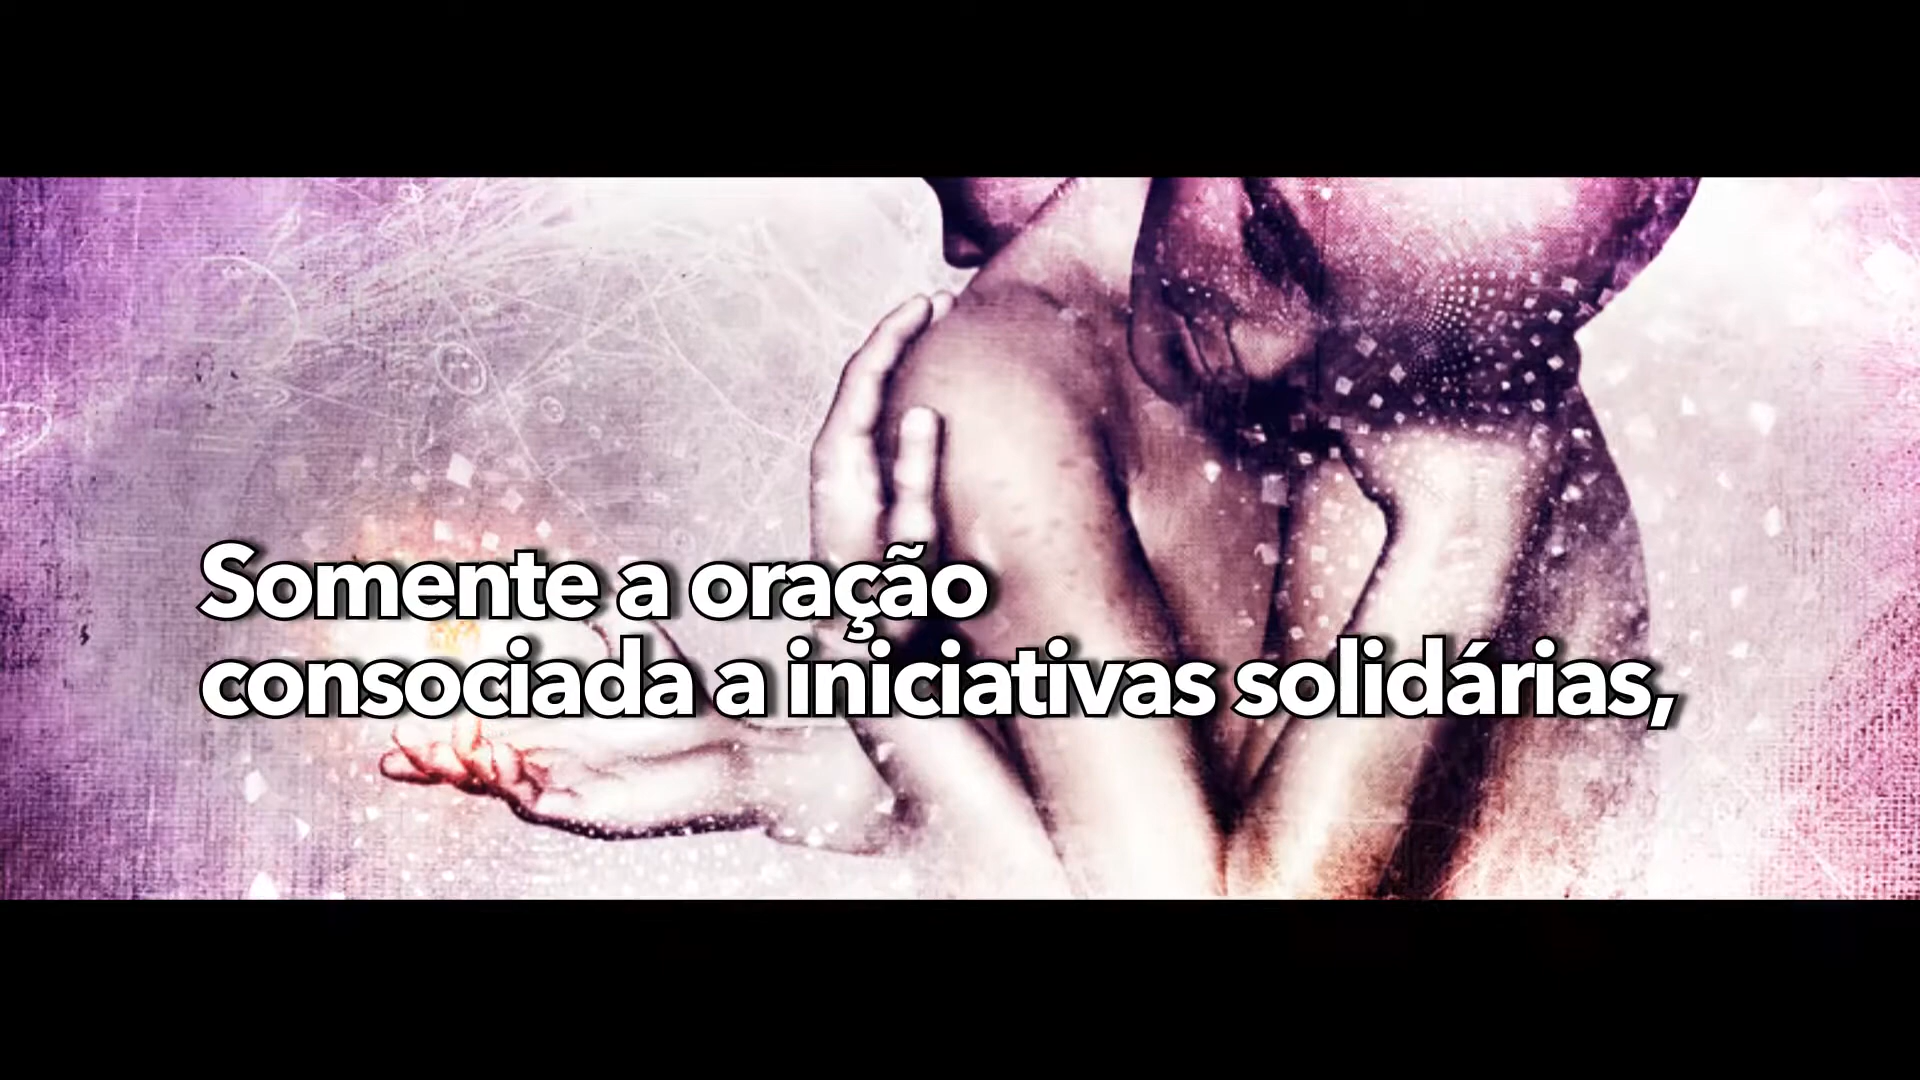 Somente a oração
consociada a iniciativas solidárias,